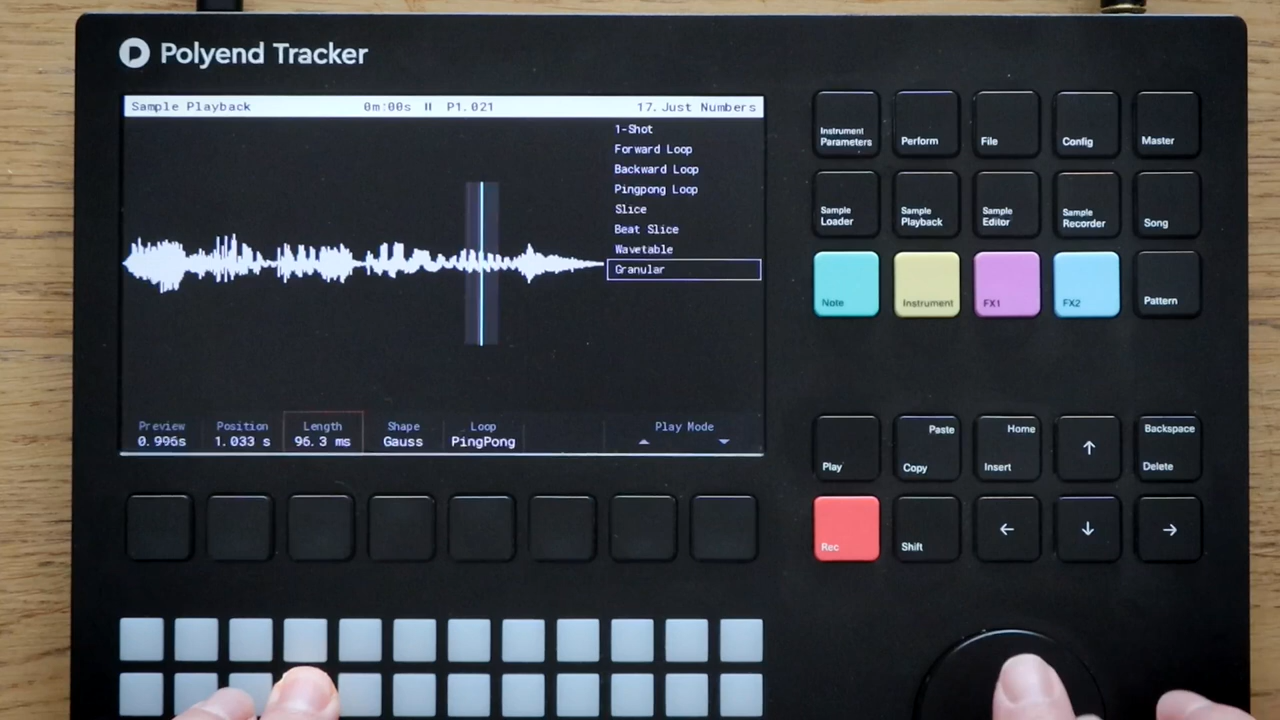 Polyend Tracker
Sample Playback 0m:00s P1.021 17. Just Numbers
1-Shot
Forward Loop
Backward Loop
Pingpong Loop
Slice
Beat Slice
Wavetable
Granular
Preview Position Length Shape Loop Play Mode
0.996s 1.033 s 96.3 ms Gauss PingPong
Instrument Parameters
Perform
File
Config
Master
Sample Loader
Sample Playback
Sample Editor
Sample Recorder
Song
Note
Instrument
FX1
FX2
Pattern
Play
Paste
Copy
Home
Insert
Backspace
Delete
Rec
Shift